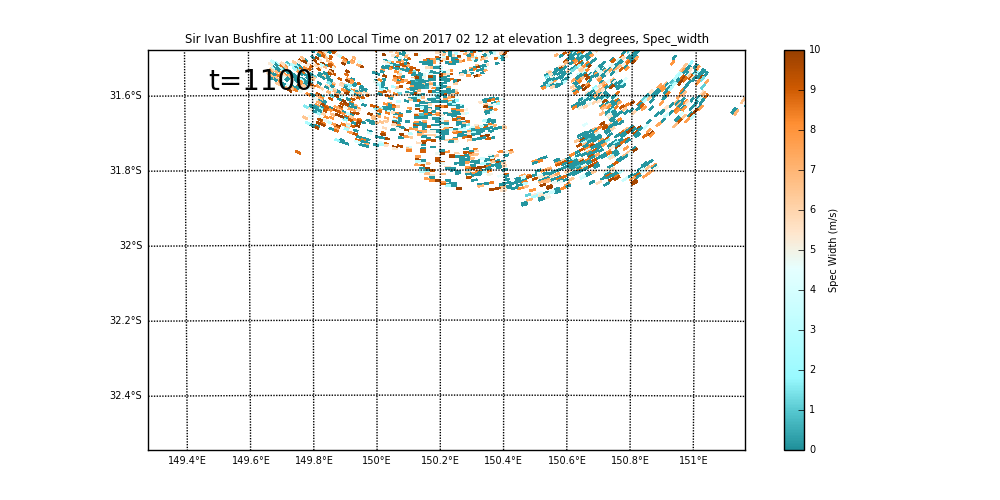 Sir Ivan Bushfire at 11:00 Local Time on 2017 02 12 at elevation 1.3 degrees, Spec_width
t=1100
31.6°S
31.8°S
32°S
32.2°S
32.4°S
149.4°E 149.6°E 149.8°E 150°E 150.2°E 150.4°E 150.6°E 150.8°E 151°E
10
9
8
7
6
5
4
3
2
1
0
Spec Width (m/s)